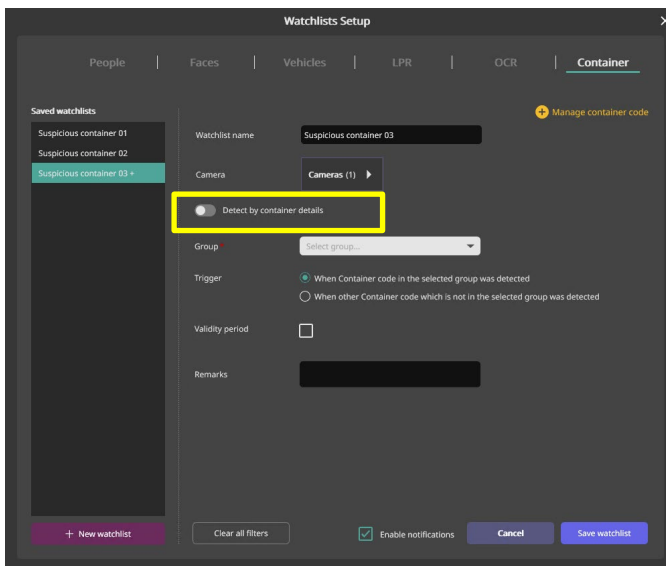 Watchlists Setup
People | Faces | Vehicles | LPR | OCR | Container
Saved watchlists
+ Manage container code
Suspicious container 01
Suspicious container 02
Suspicious container 03 +
Watchlist name
Suspicious container 03
Camera
Cameras (1)
Detect by container details
Group*
Select group...
Trigger
When Container code in the selected group was detected
When other Container code which is not in the selected group was detected
Validity period
Remarks
+ New watchlist
Clear all filters
Enable notifications
Cancel
Save watchlist